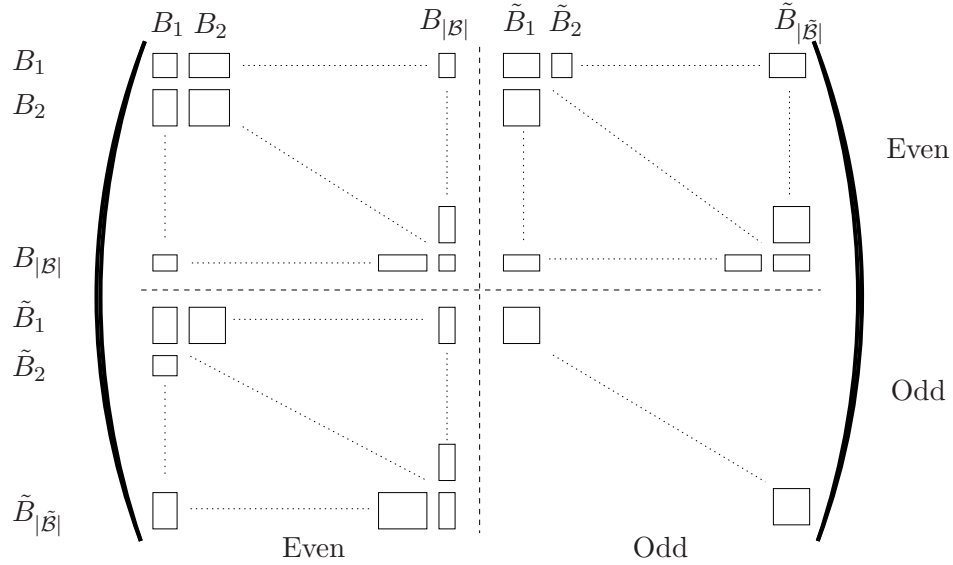 $B_1$ $B_2$ $B_{|\mathcal{B}|}$ $\tilde{B}_1$ $\tilde{B}_2$ $\tilde{B}_{|\tilde{\mathcal{B}}|}$
$B_1$
$B_2$
Even
$B_{|\mathcal{B}|}$
$\tilde{B}_1$
$\tilde{B}_2$
Odd
$\tilde{B}_{|\tilde{\mathcal{B}}|}$
Even Odd